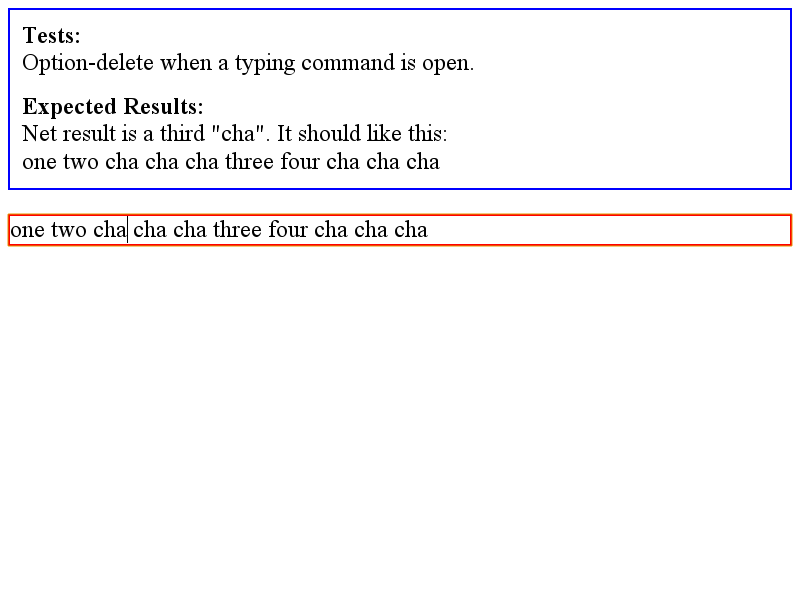 Tests:
Option-delete when a typing command is open.
Expected Results:
Net result is a third "cha". It should like this:
one two cha cha cha three four cha cha cha
one two cha cha cha three four cha cha cha